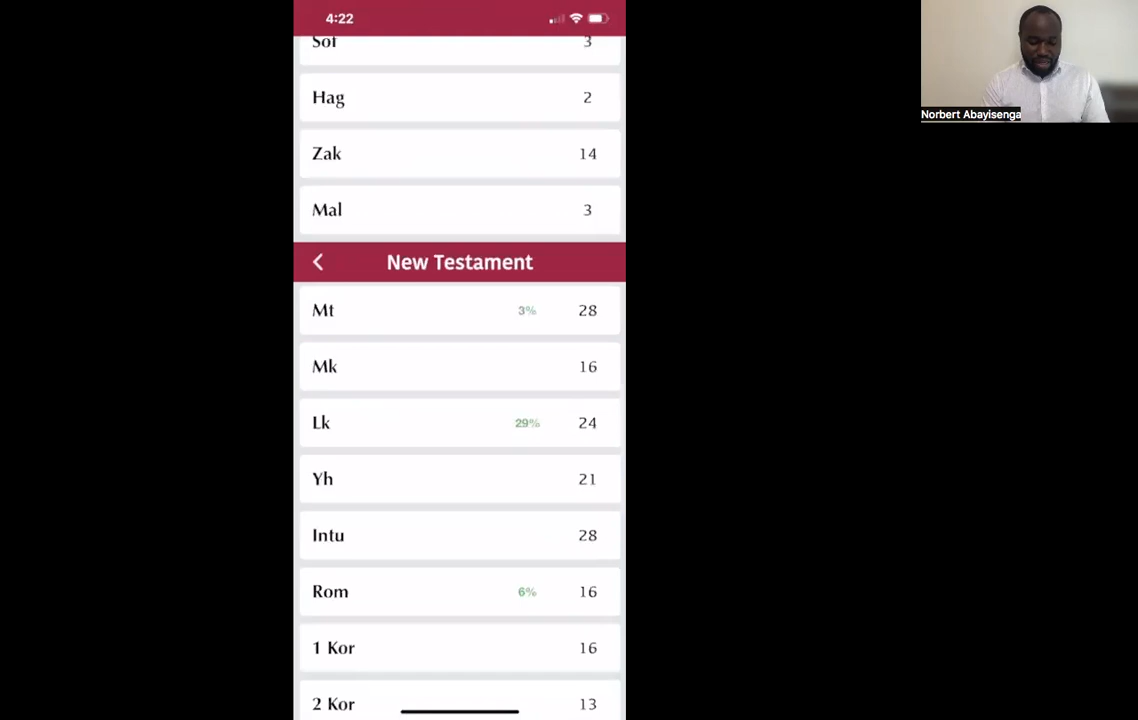 4:22
Sof 3
Hag 2
Zak 14
Mal 3
New Testament
Mt 3% 28
Mk 16
Lk 29% 24
Yh 21
Intu 28
Rom 6% 16
1 Kor 16
2 Kor 13
Norbert Abayisenga